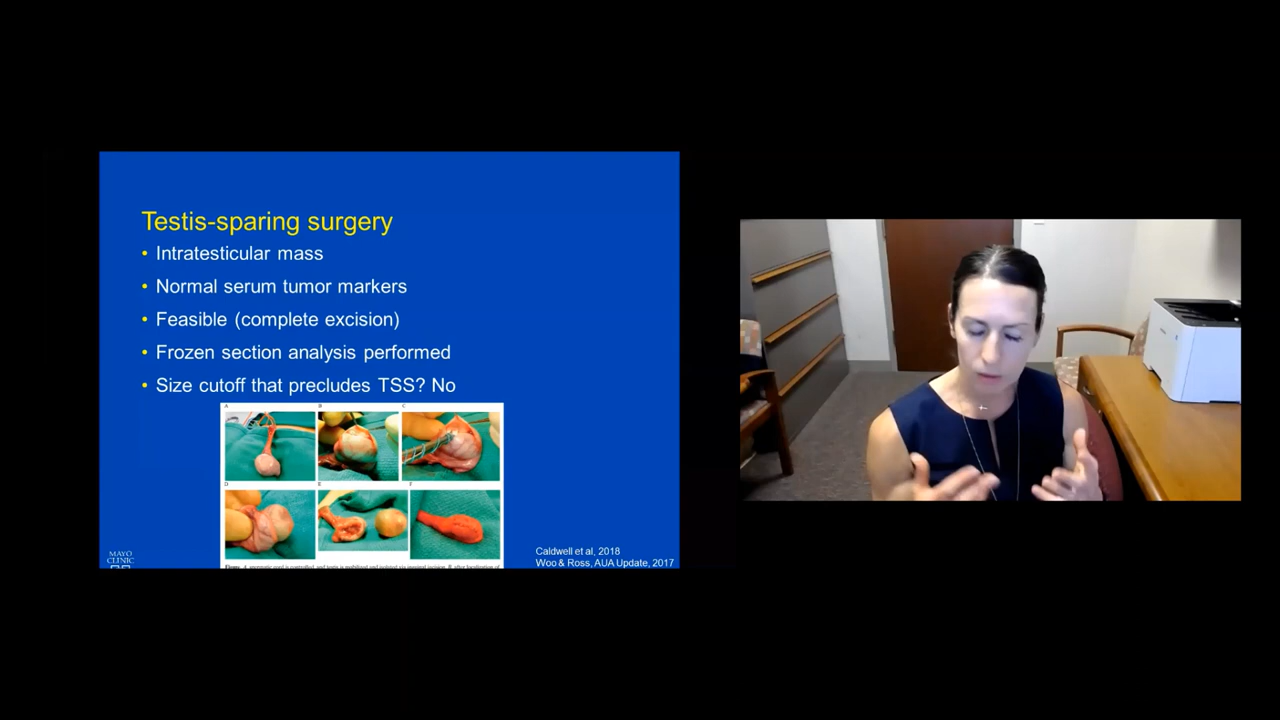 Testis-sparing surgery
• Intratesticular mass
• Normal serum tumor markers
• Feasible (complete excision)
• Frozen section analysis performed
• Size cutoff that precludes TSS? No
A B C
D E F
MAYO
CLINIC
Caldwell et al, 2018
Woo & Ross, AUA Update, 2017